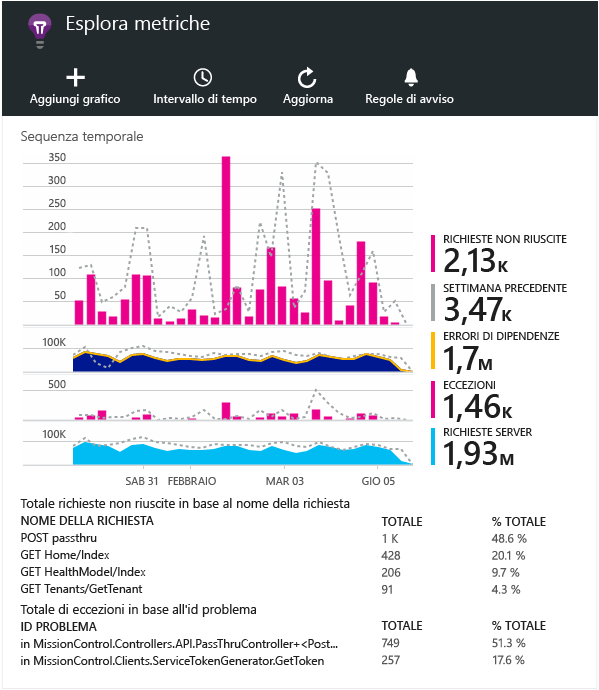 Esplora metriche
Aggiungi grafico Intervallo di tempo Aggiorna Regole di avviso
Sequenza temporale
350
300
250
200
150
100
50
100K
500
100K
SAB 31 FEBBRAIO MAR 03 GIO 05
RICHIESTE NON RIUSCITE
2,13K
SETTIMANA PRECEDENTE
3,47K
ERRORI DI DIPENDENZE
1,7M
ECCEZIONI
1,46K
RICHIESTE SERVER
1,93M
Totale richieste non riuscite in base al nome della richiesta
NOME DELLA RICHIESTA TOTALE % TOTALE
POST passthru 1 K 48.6 %
GET Home/Index 428 20.1 %
GET HealthModel/Index 206 9.7 %
GET Tenants/GetTenant 91 4.3 %
Totale di eccezioni in base all'id problema
ID PROBLEMA TOTALE % TOTALE
in MissionControl.Controllers.API.PassThruController+<Post... 749 51.3 %
in MissionControl.Clients.ServiceTokenGenerator.GetToken 257 17.6 %